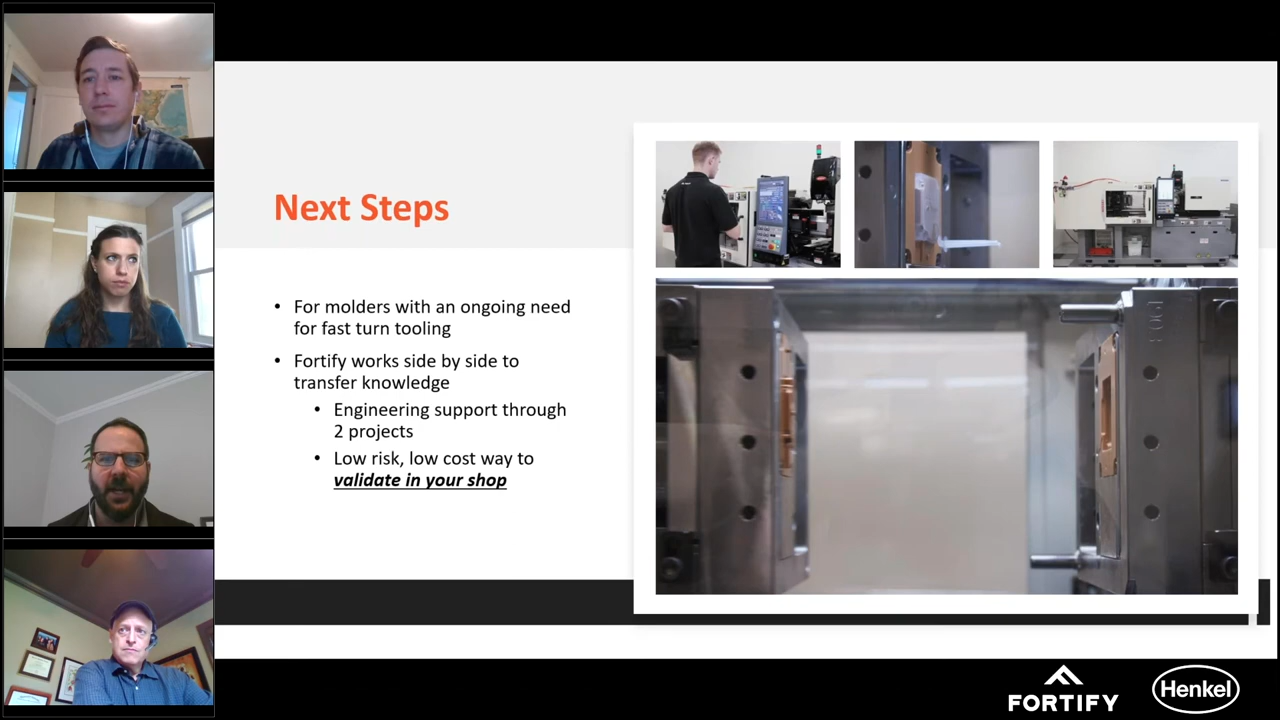 Next Steps
• For molders with an ongoing need
for fast turn tooling
• Fortify works side by side to
transfer knowledge
• Engineering support through
2 projects
• Low risk, low cost way to
validate in your shop
FORTIFY
Henkel